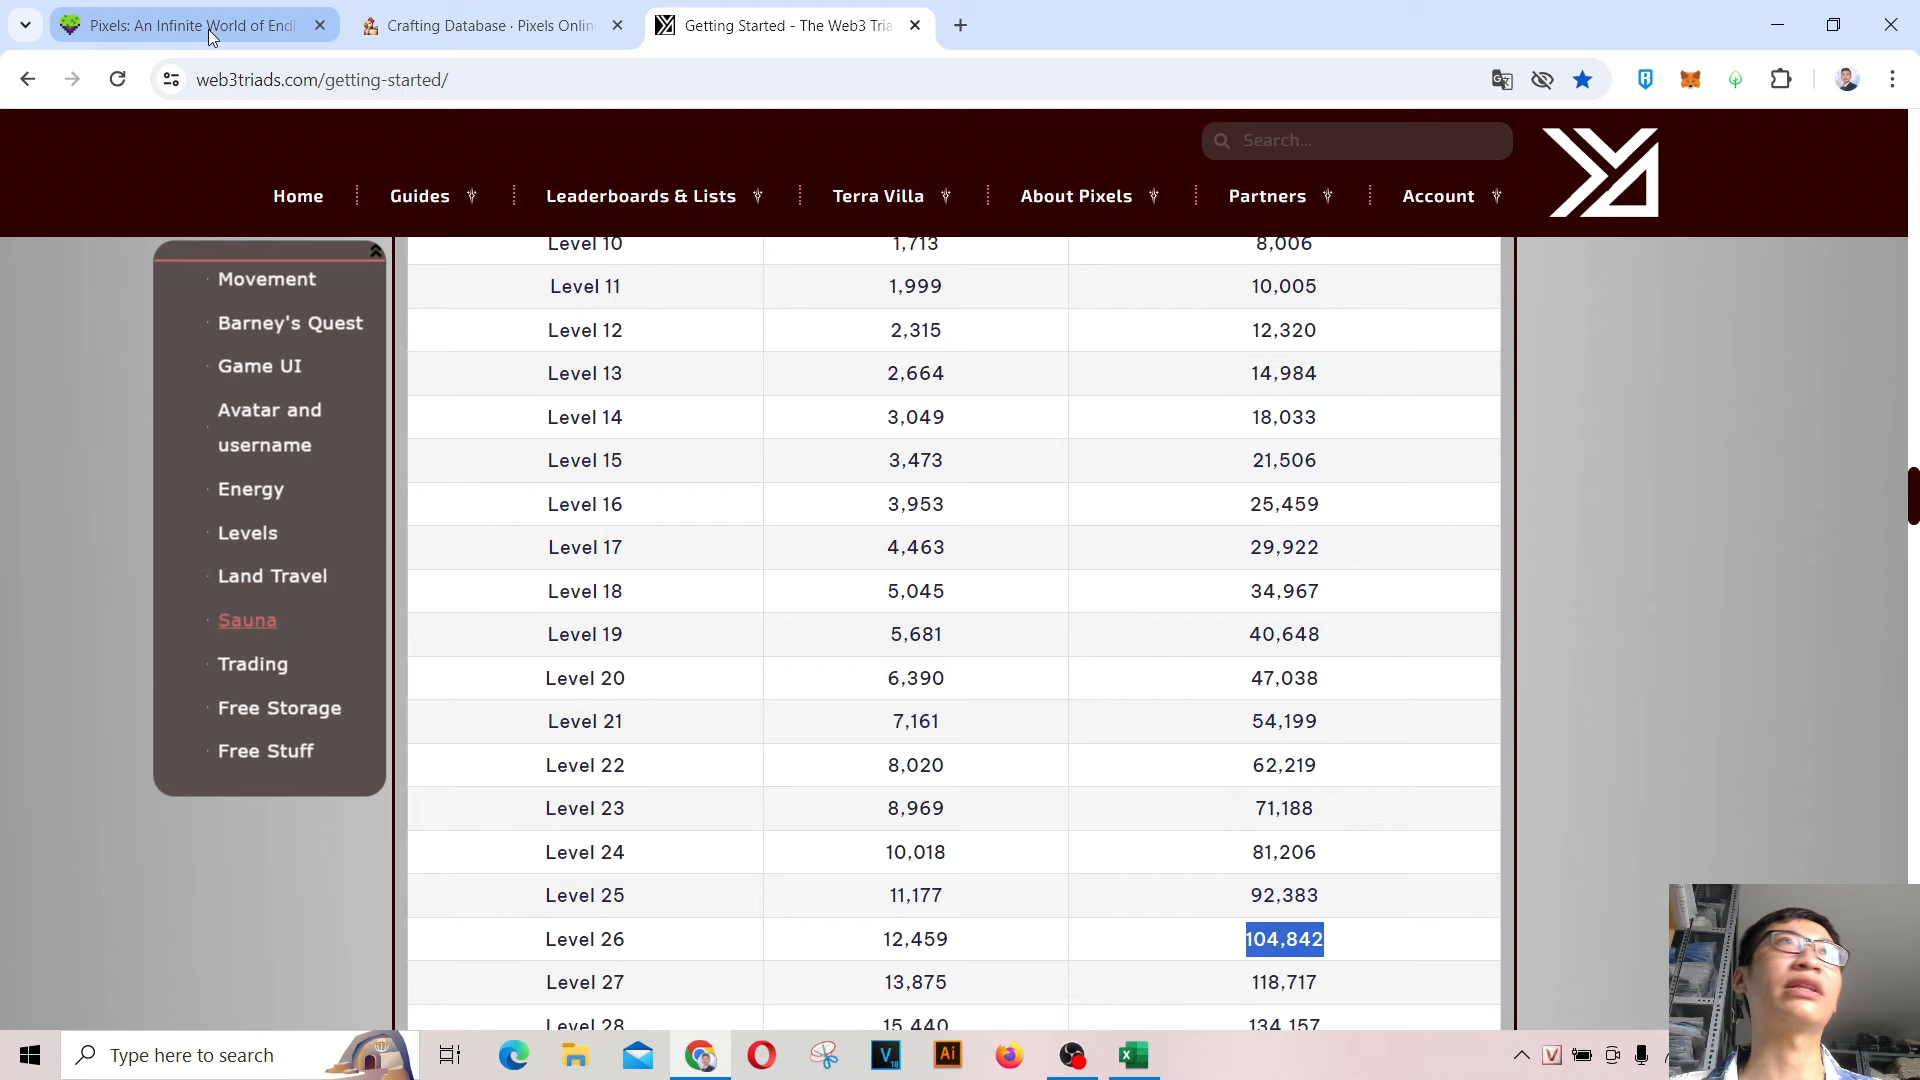 Pixels: An Infinite World of Endl
Crafting Database · Pixels Onlin
Getting Started - The Web3 Tria
web3triads.com/getting-started/
Search...
Home
Guides
Leaderboards & Lists
Terra Villa
About Pixels
Partners
Account
Movement
Barney's Quest
Game UI
Avatar and
username
Energy
Levels
Land Travel
Sauna
Trading
Free Storage
Free Stuff
Level 10 1,713 8,006
Level 11 1,999 10,005
Level 12 2,315 12,320
Level 13 2,664 14,984
Level 14 3,049 18,033
Level 15 3,473 21,506
Level 16 3,953 25,459
Level 17 4,463 29,922
Level 18 5,045 34,967
Level 19 5,681 40,648
Level 20 6,390 47,038
Level 21 7,161 54,199
Level 22 8,020 62,219
Level 23 8,969 71,188
Level 24 10,018 81,206
Level 25 11,177 92,383
Level 26 12,459 104,842
Level 27 13,875 118,717
Level 28 15,440 134,157
Type here to search